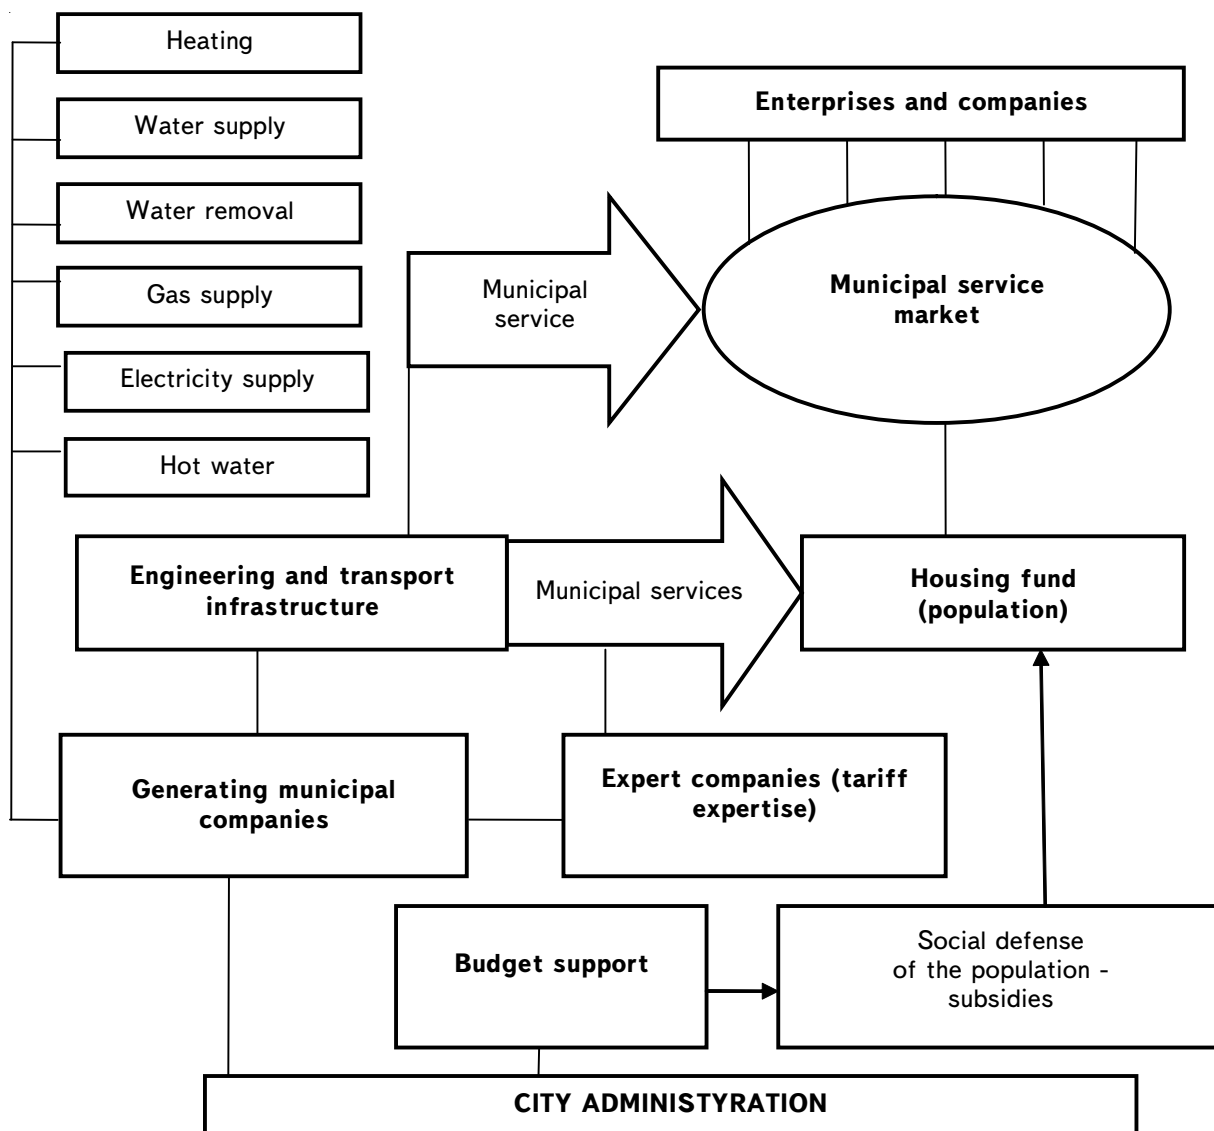 Heating
Water supply
Water removal
Gas supply
Electricity supply
Hot water
Enterprises and companies
Municipal
service
Municipal service
market
Engineering and transport
infrastructure
Municipal services
Housing fund
(population)
Generating municipal
companies
Expert companies (tariff
expertise)
Budget support
Social defense
of the population -
subsidies
CITY ADMINISTYRATION